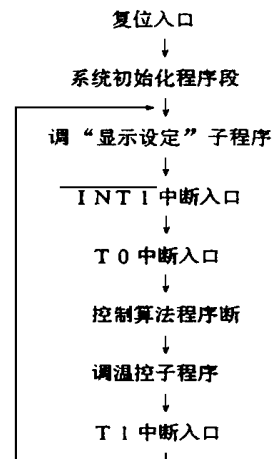 复位入口
系统初始化程序段
调“显示设定”子程序
INT1中断入口
T0中断入口
控制算法程序断
调温控子程序
T1中断入口